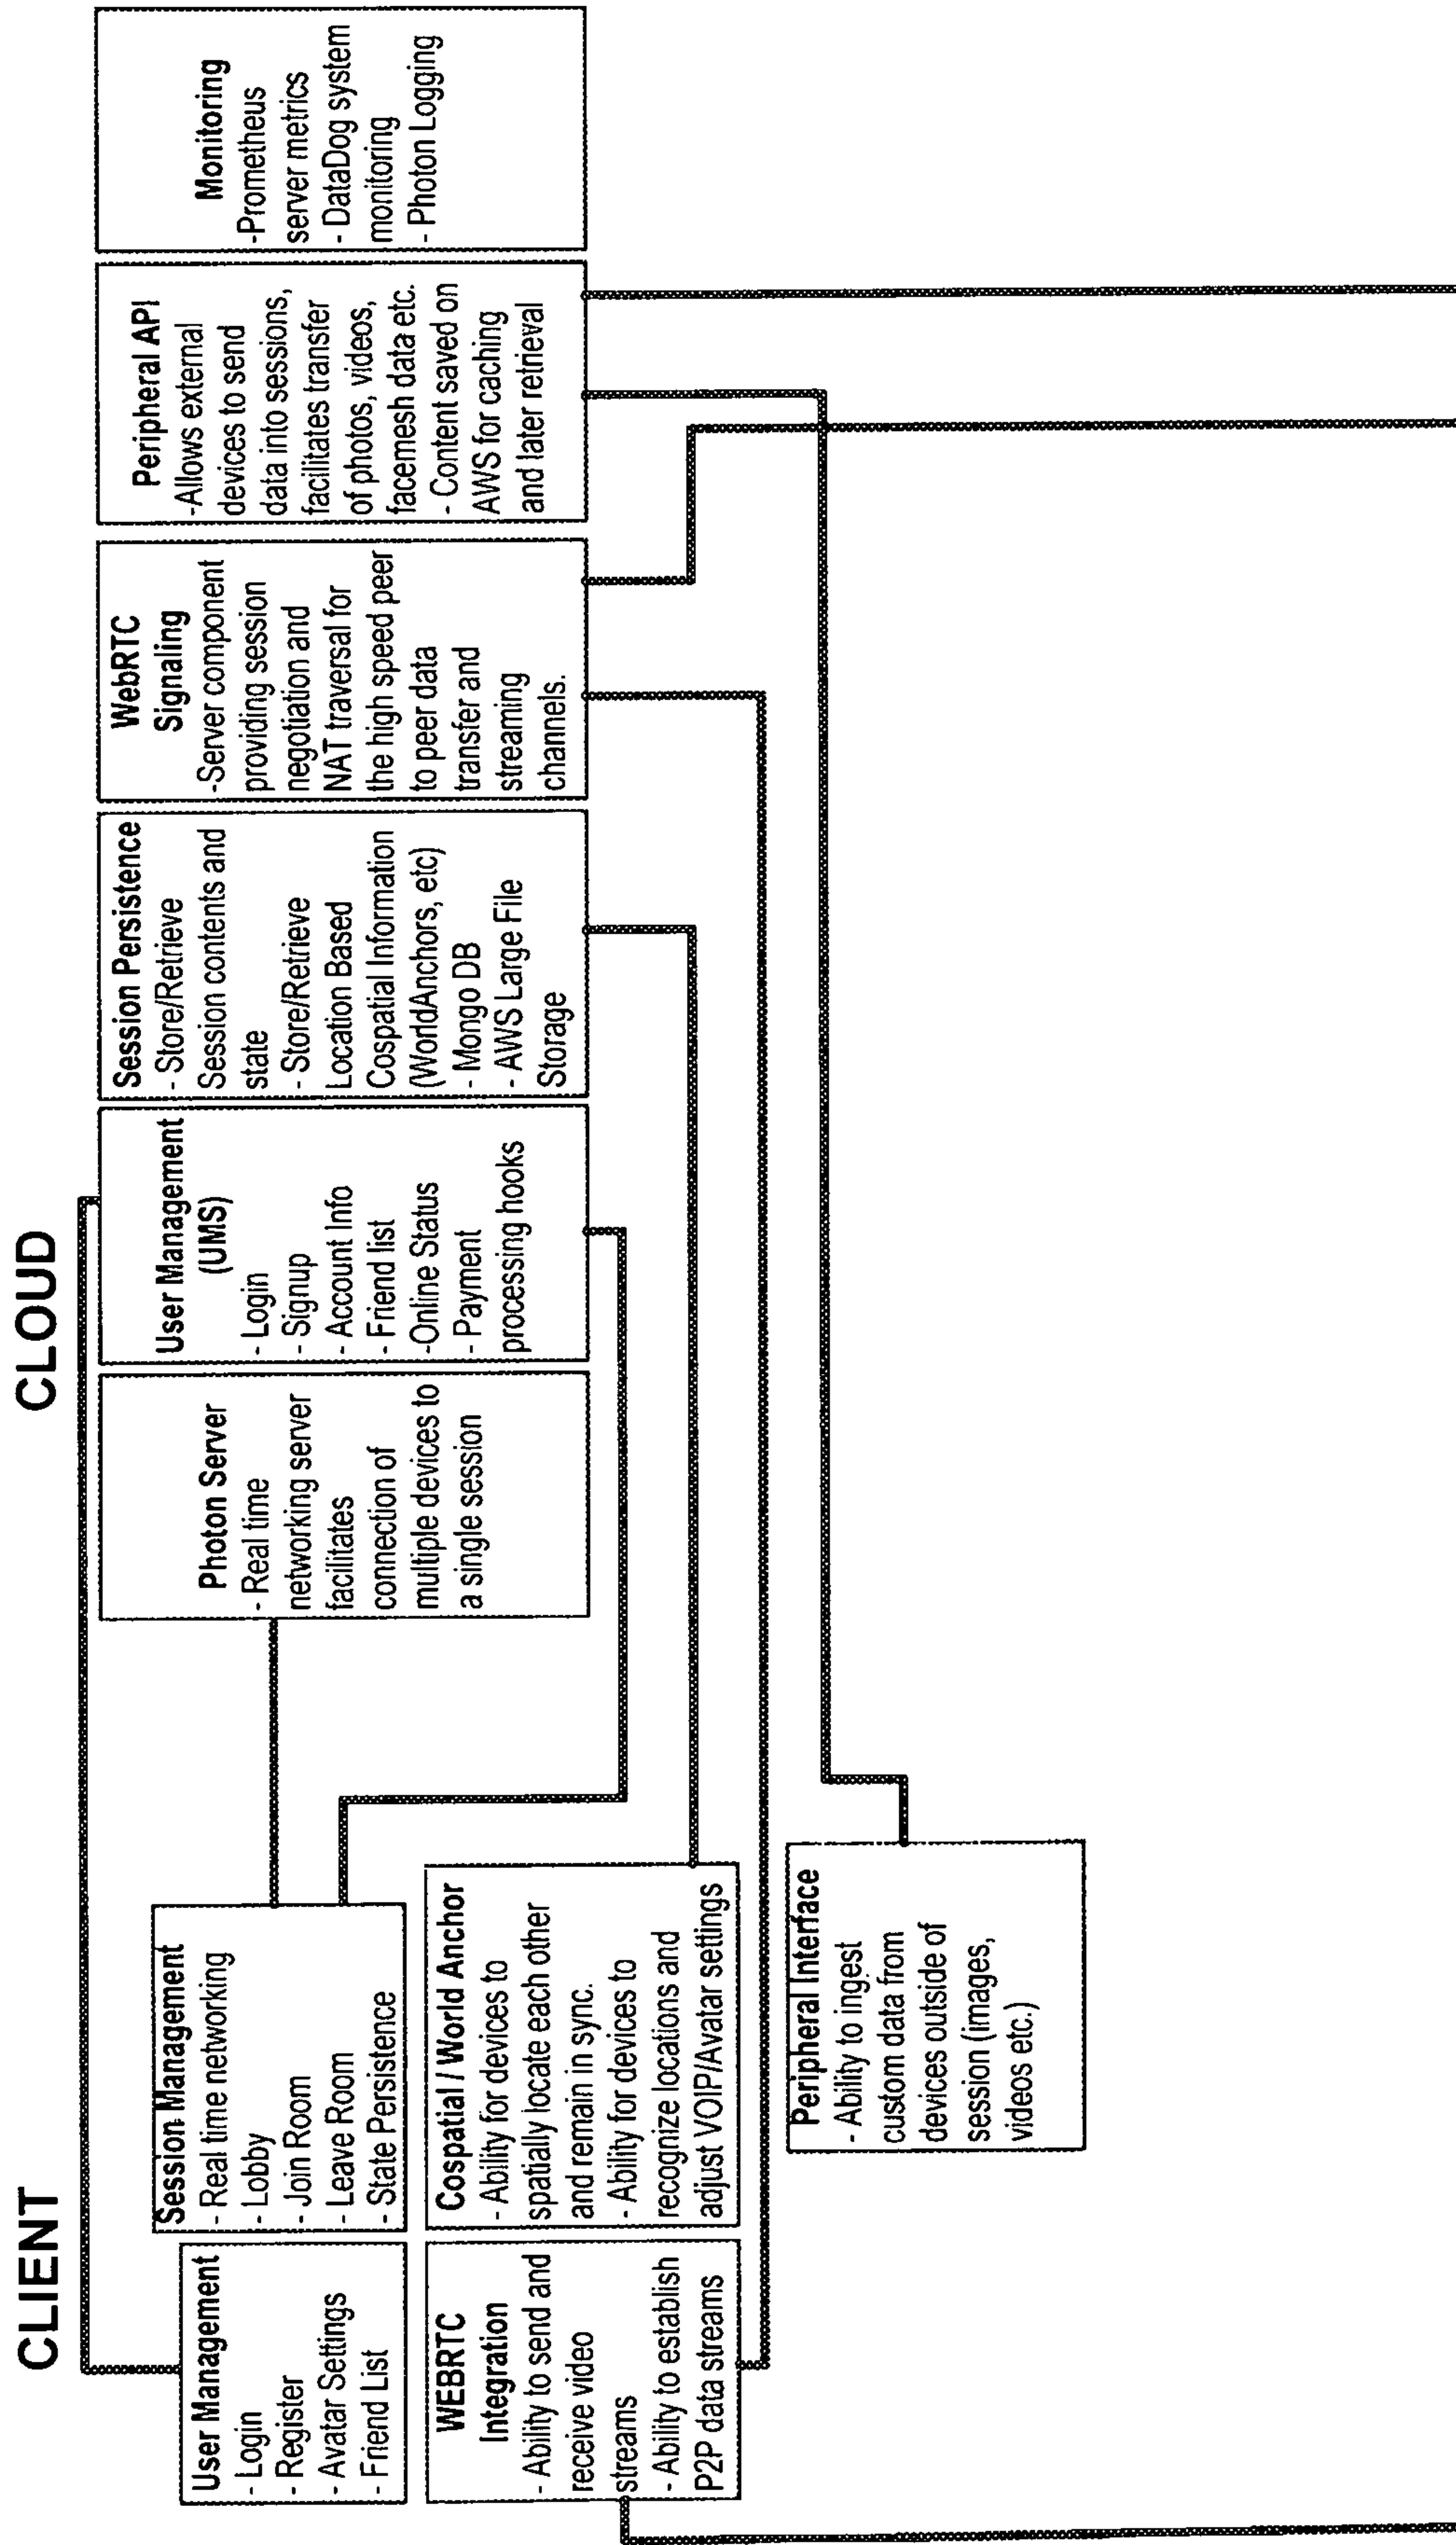 CLIENT
CLOUD
User Management
- Login
- Register
- Avatar Settings
- Friend List
Session Management
- Real time networking
- Lobby
- Join Room
- Leave Room
- State Persistence
WEBRTC
Integration
- Ability to send and
receive video
streams
- Ability to establish
P2P data streams
Cospatial / World Anchor
- Ability for devices to
spatially locate each other
and remain in sync.
- Ability for devices to
recognize locations and
adjust VOIP/Avatar settings
Peripheral Interface
- Ability to ingest
custom data from
devices outside of
session (images,
videos etc.)
Photon Server
- Real time
networking server
facilitates
connection of
multiple devices to
a single session
User Management
(UMS)
- Login
- Signup
- Account Info
- Friend list
-Online Status
- Payment
processing hooks
Session Persistence
- Store/Retrieve
Session contents and
state
- Store/Retrieve
Location Based
Cospatial Information
(WorldAnchors, etc)
- Mongo DB
- AWS Large File
Storage
WebRTC
Signaling
-Server component
providing session
negotiation and
NAT traversal for
the high speed peer
to peer data
transfer and
streaming
channels.
Peripheral API
-Allows external
devices to send
data into sessions,
facilitates transfer
of photos, videos,
facemesh data etc.
- Content saved on
AWS for caching
and later retrieval
Monitoring
-Prometheus
server metrics
- DataDog system
monitoring
- Photon Logging